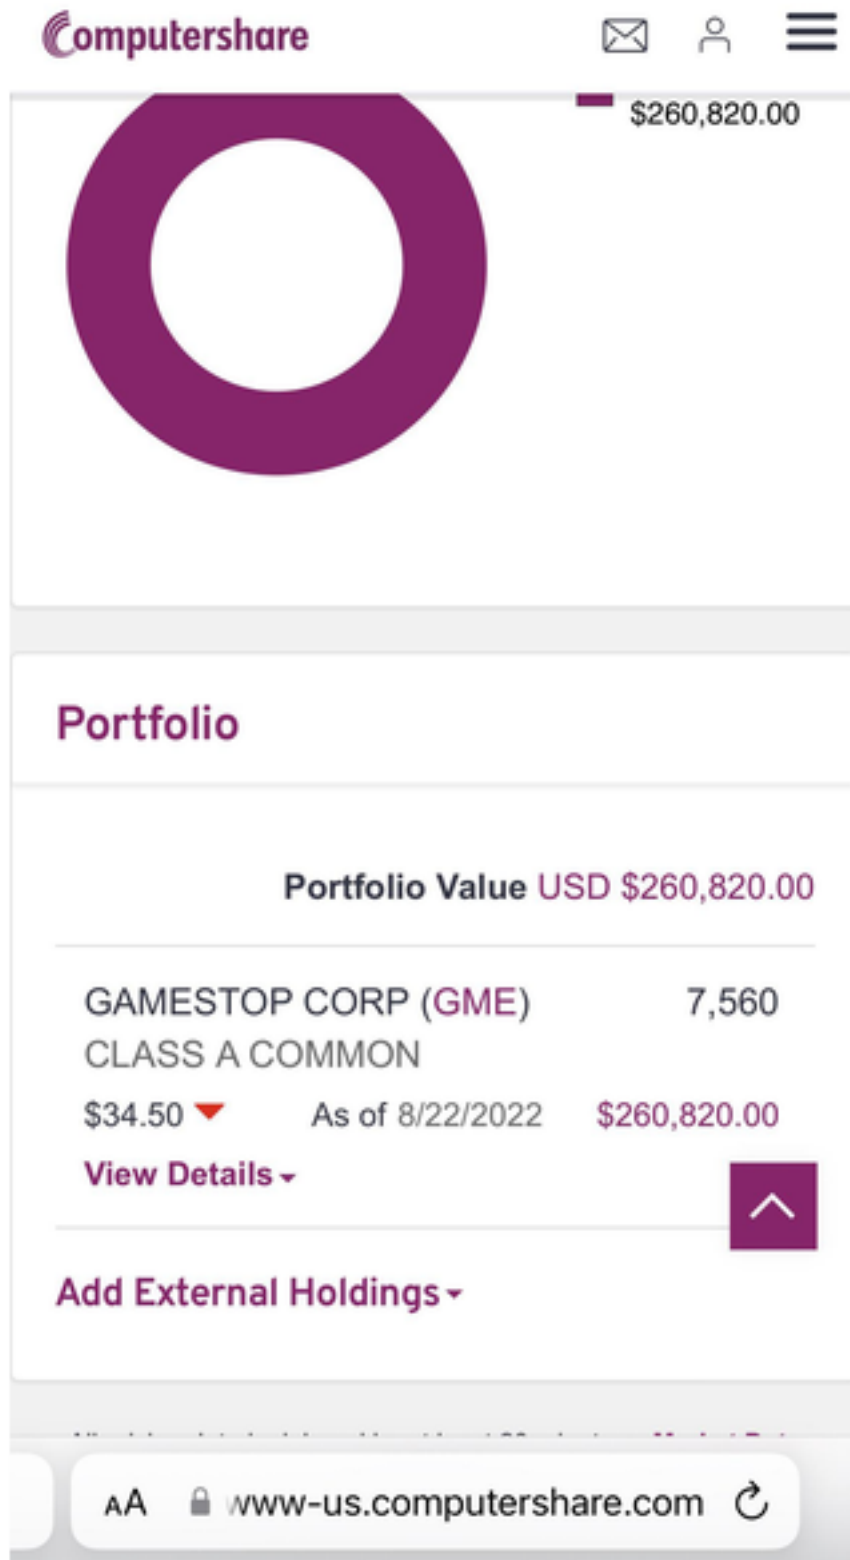 Computershare
$260,820.00
Portfolio
Portfolio Value USD $260,820.00
GAMESTOP CORP (GME) 7,560
CLASS A COMMON
$34.50 As of 8/22/2022 $260,820.00
View Details
Add External Holdings
AA www-us.computershare.com